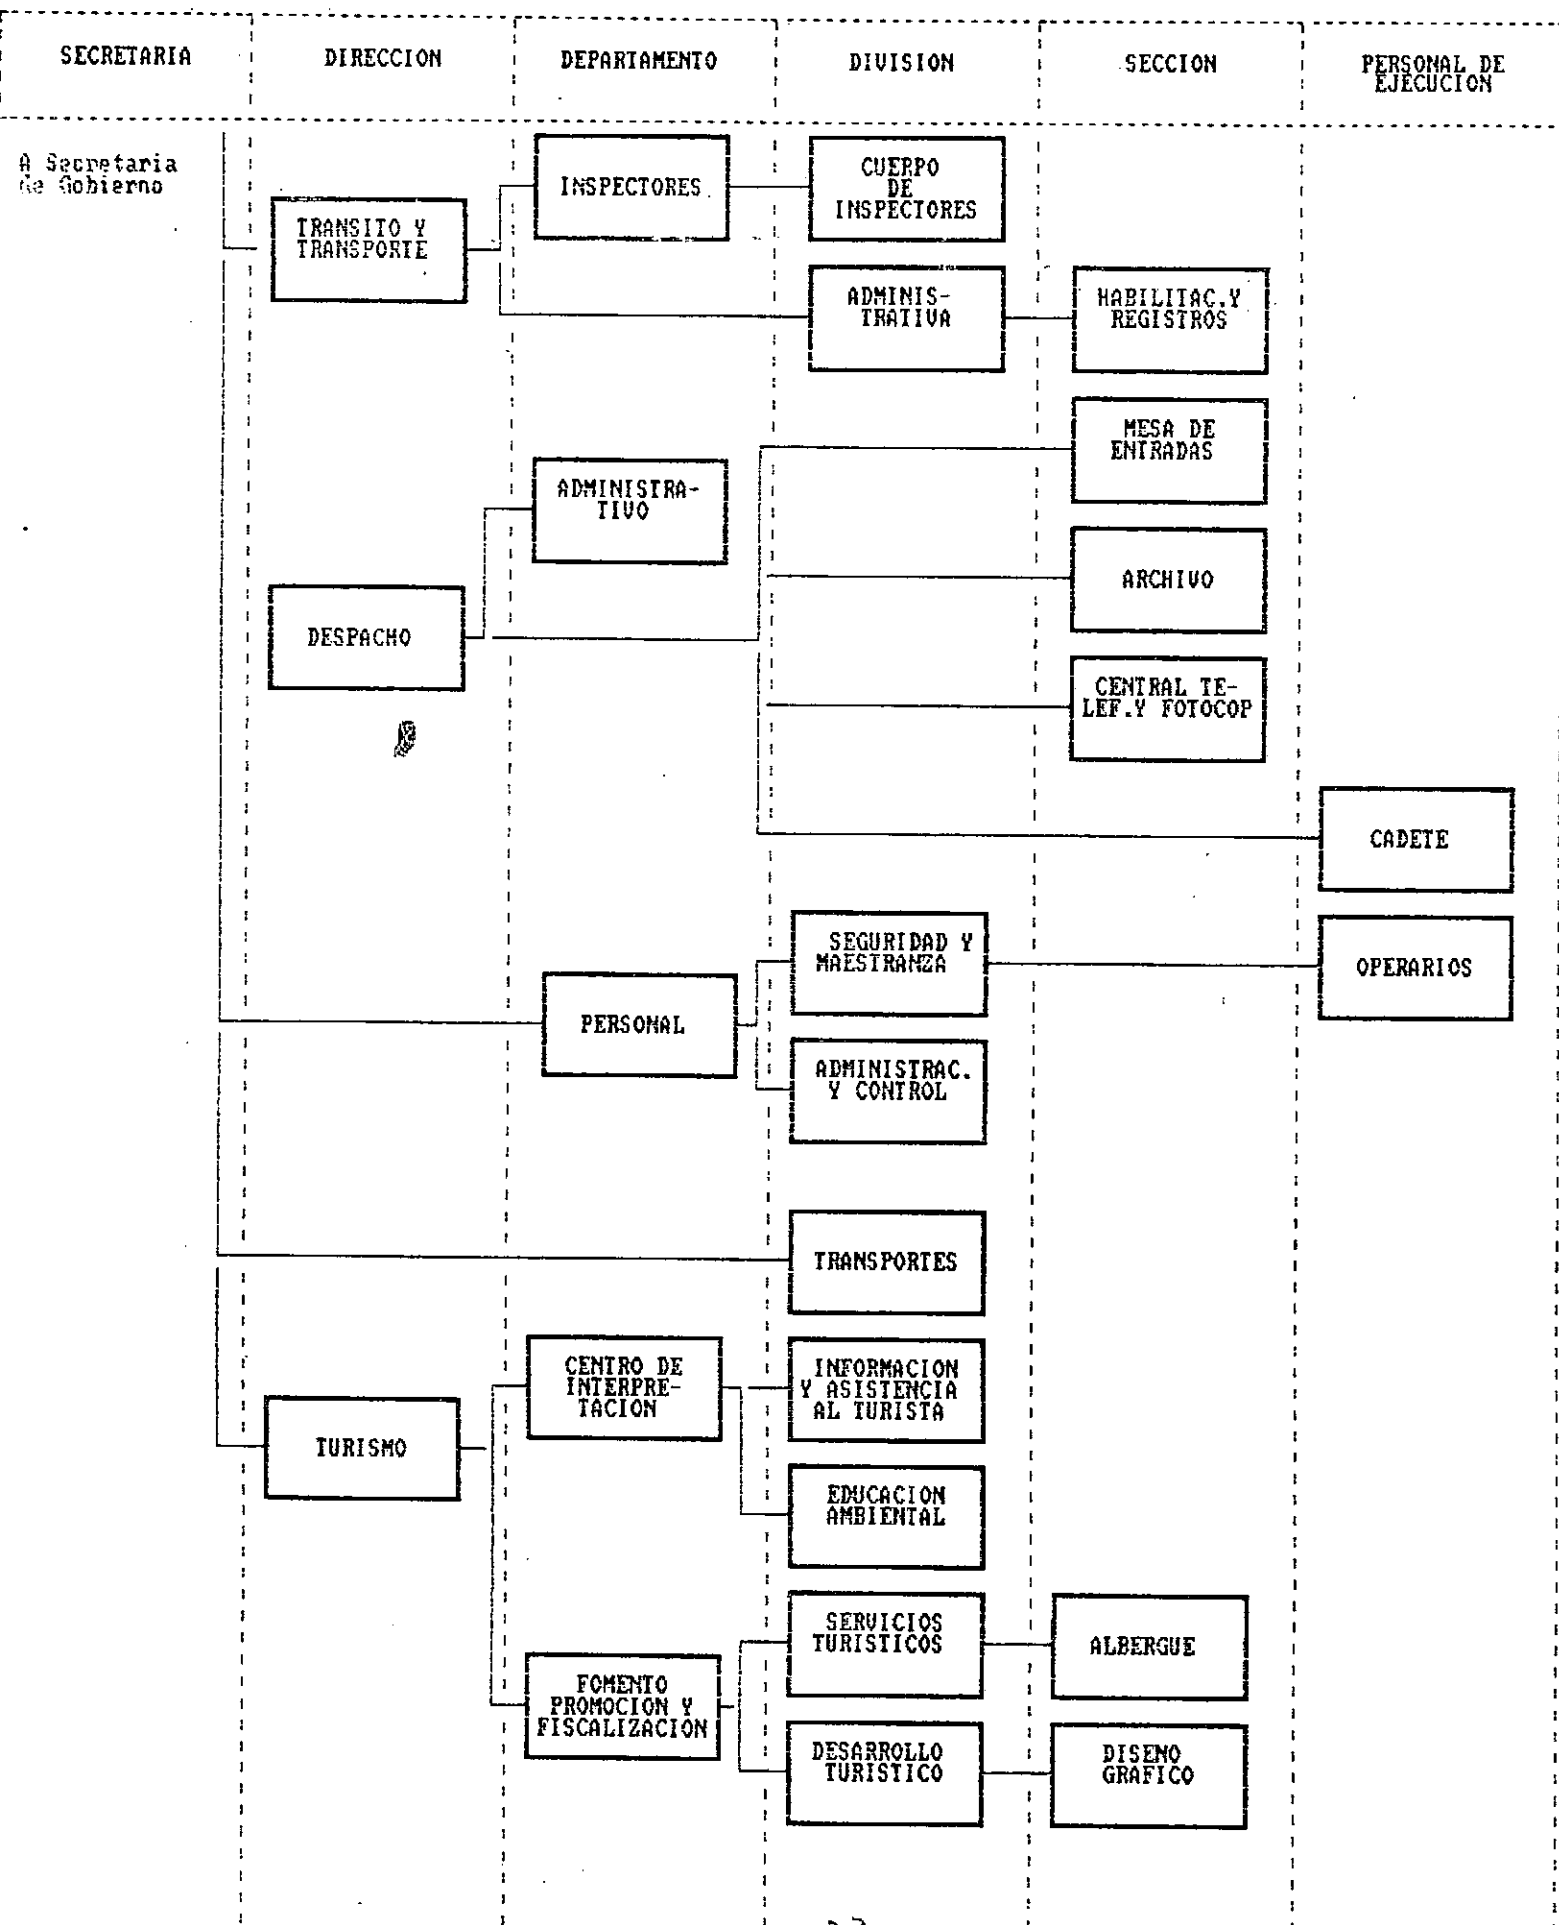 SECRETARIA
DIRECCION
DEPARTAMENTO
DIVISION
SECCION
PERSONAL DE
EJECUCION
A Secretaria
de Gobierno
TRANSITO Y
TRANSPORTE
INSPECTORES
CUERPO
DE
INSPECTORES
ADMINIS-
TRATIVA
HABILITAC.Y
REGISTROS
MESA DE
ENTRADAS
ADMINISTRA-
TIVO
ARCHIVO
DESPACHO
CENTRAL TE-
LEF.Y FOTOCOP
CADETE
SEGURIDAD Y
MAESTRANZA
OPERARIOS
PERSONAL
ADMINISTRAC.
Y CONTROL
TRANSPORTES
CENTRO DE
INTERPRE-
TACION
INFORMACION
Y ASISTENCIA
AL TURISTA
TURISMO
EDUCACION
AMBIENTAL
SERVICIOS
TURISTICOS
ALBERGUE
FOMENTO
PROMOCION Y
FISCALIZACION
DESARROLLO
TURISTICO
DISENO
GRAFICO